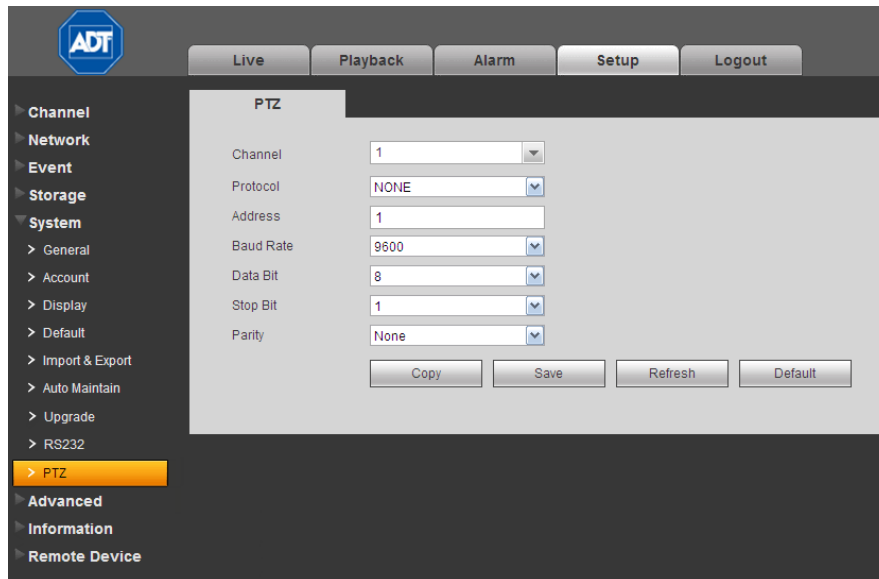 ADT
Live Playback Alarm Setup Logout
Channel
Network
Event
Storage
System
> General
> Account
> Display
> Default
> Import & Export
> Auto Maintain
> Upgrade
> RS232
> PTZ
Advanced
Information
Remote Device
PTZ
Channel 1
Protocol NONE
Address 1
Baud Rate 9600
Data Bit 8
Stop Bit 1
Parity None
Copy Save Refresh Default